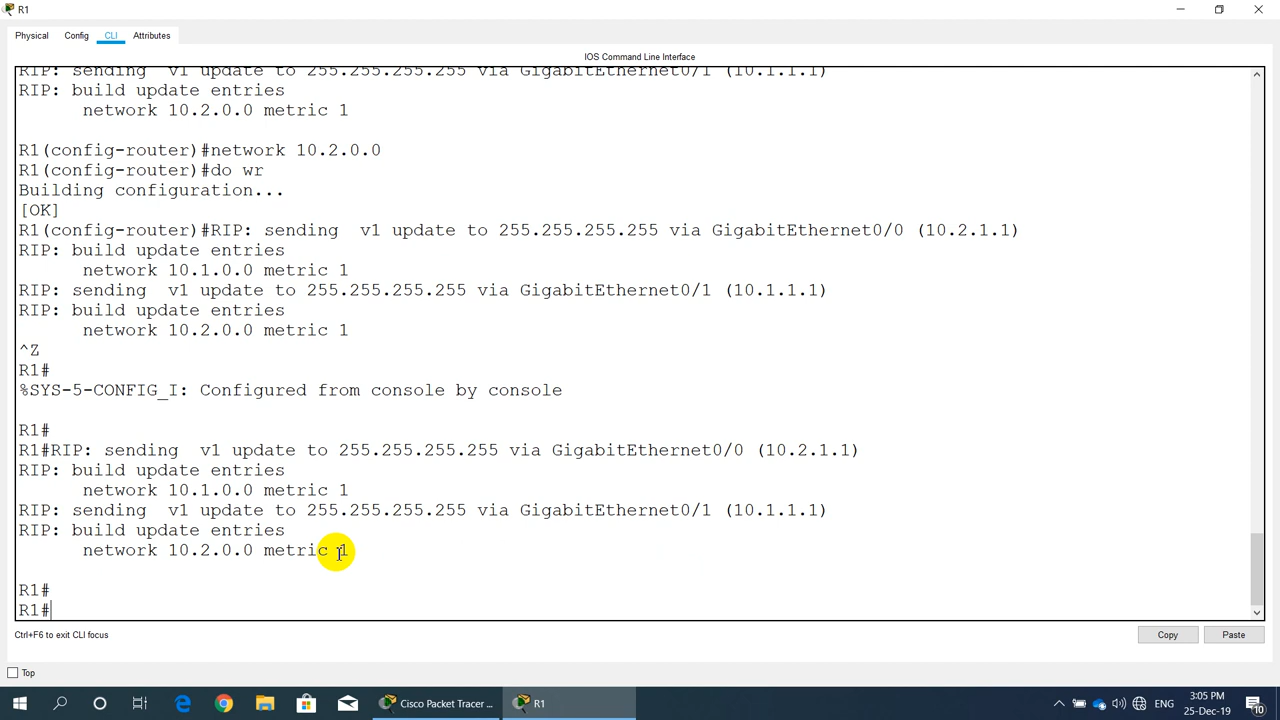 R1
Physical Config CLI Attributes
IOS Command Line Interface
RIP: sending  v1 update to 255.255.255.255 via GigabitEthernet0/1 (10.1.1.1)
RIP: build update entries
      network 10.2.0.0 metric 1
R1(config-router)#network 10.2.0.0
R1(config-router)#do wr
Building configuration...
[OK]
R1(config-router)#RIP: sending  v1 update to 255.255.255.255 via GigabitEthernet0/0 (10.2.1.1)
RIP: build update entries
      network 10.1.0.0 metric 1
RIP: sending  v1 update to 255.255.255.255 via GigabitEthernet0/1 (10.1.1.1)
RIP: build update entries
      network 10.2.0.0 metric 1
^Z
R1#
%SYS-5-CONFIG_I: Configured from console by console
R1#
R1#RIP: sending  v1 update to 255.255.255.255 via GigabitEthernet0/0 (10.2.1.1)
RIP: build update entries
      network 10.1.0.0 metric 1
RIP: sending  v1 update to 255.255.255.255 via GigabitEthernet0/1 (10.1.1.1)
RIP: build update entries
      network 10.2.0.0 metric 1
R1#
R1#
Ctrl+F6 to exit CLI focus
Copy Paste
Top
Cisco Packet Tracer ... R1 ENG 3:05 PM
25-Dec-19 10